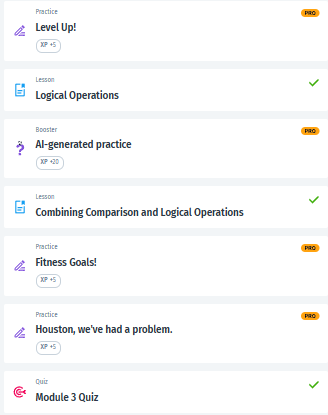 Practice
PRO
Level Up!
XP +5
Lesson
Logical Operations
Booster
PRO
AI-generated practice
XP +20
Lesson
Combining Comparison and Logical Operations
Practice
PRO
Fitness Goals!
XP +5
Practice
PRO
Houston, we've had a problem.
XP +5
Quiz
Module 3 Quiz